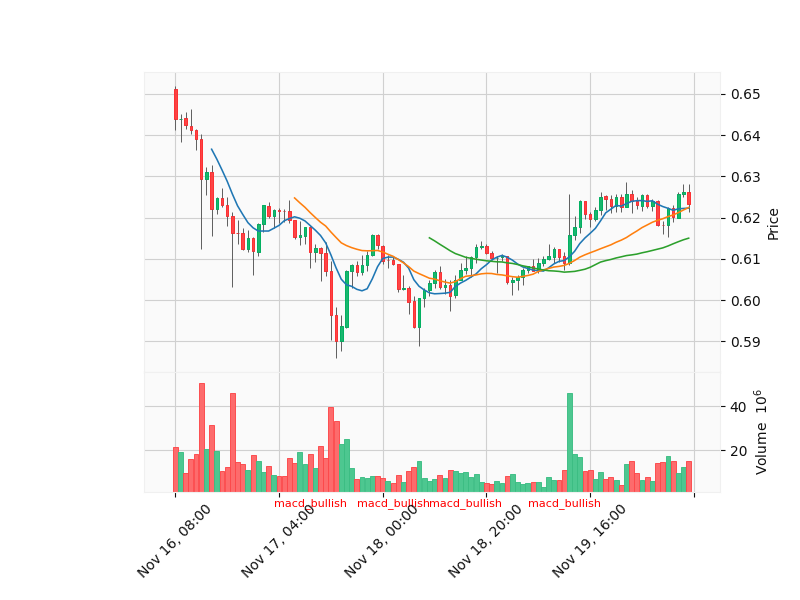 0.65
0.64
0.63
0.62
0.61
0.60
0.59
Price
40
20
Volume 10^6
macd_bullish macd_bullish macd_bullish macd_bullish
Nov 16, 08:00
Nov 17, 04:00
Nov 18, 00:00
Nov 18, 20:00
Nov 19, 16:00